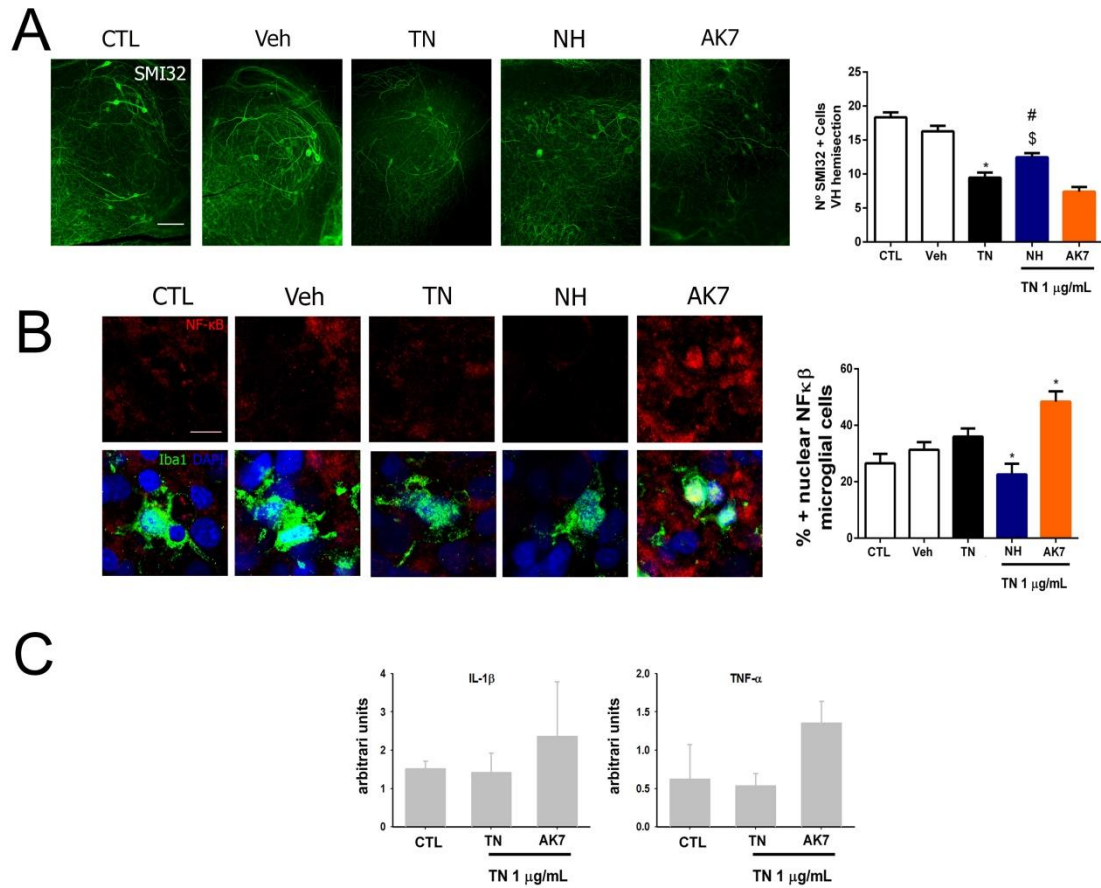 A
CTL Veh TN NH AK7
SMI32
Nº SMI32 + Cells
VH hemisection
25
20
15
10
5
0
*
#
$
CTL Veh TN NH AK7
TN 1 µg/mL
B
CTL Veh TN NH AK7
NF-κB
Iba1 DAPI
% + nuclear NFκβ
microglial cells
60
40
20
0
* *
CTL Veh TN NH AK7
TN 1 µg/mL
C
IL-1β
arbitrari units
4
3
2
1
0
CTL TN AK7
TN 1 µg/mL
TNF-α
arbitrari units
2.0
1.5
1.0
0.5
0.0
CTL TN AK7
TN 1 µg/mL